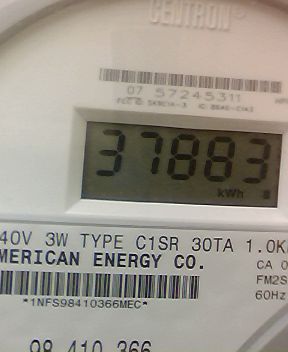 CENTRON®
07 57245311
37883
kWh
40V 3W TYPE C1SR 30TA 1.0K
MERICAN ENERGY CO.
CA 0
FM2S
60Hz
*1NFS98410366MEC*
98 410 366